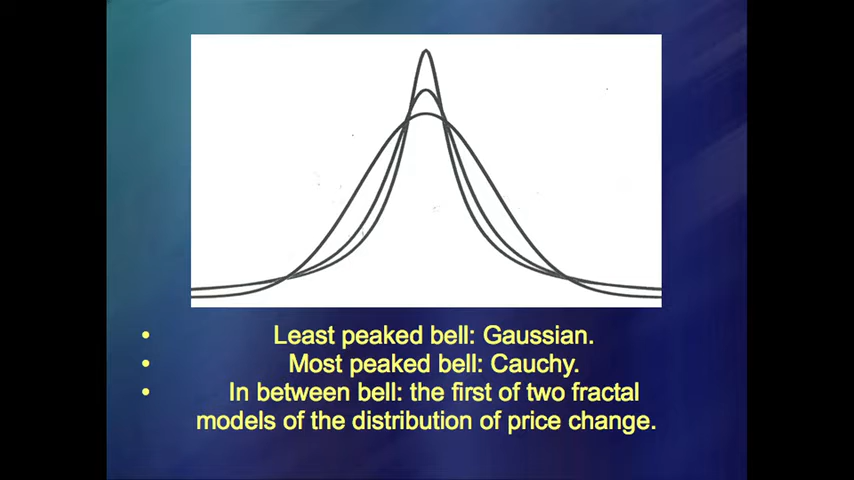 • Least peaked bell: Gaussian.
• Most peaked bell: Cauchy.
• In between bell: the first of two fractal
models of the distribution of price change.